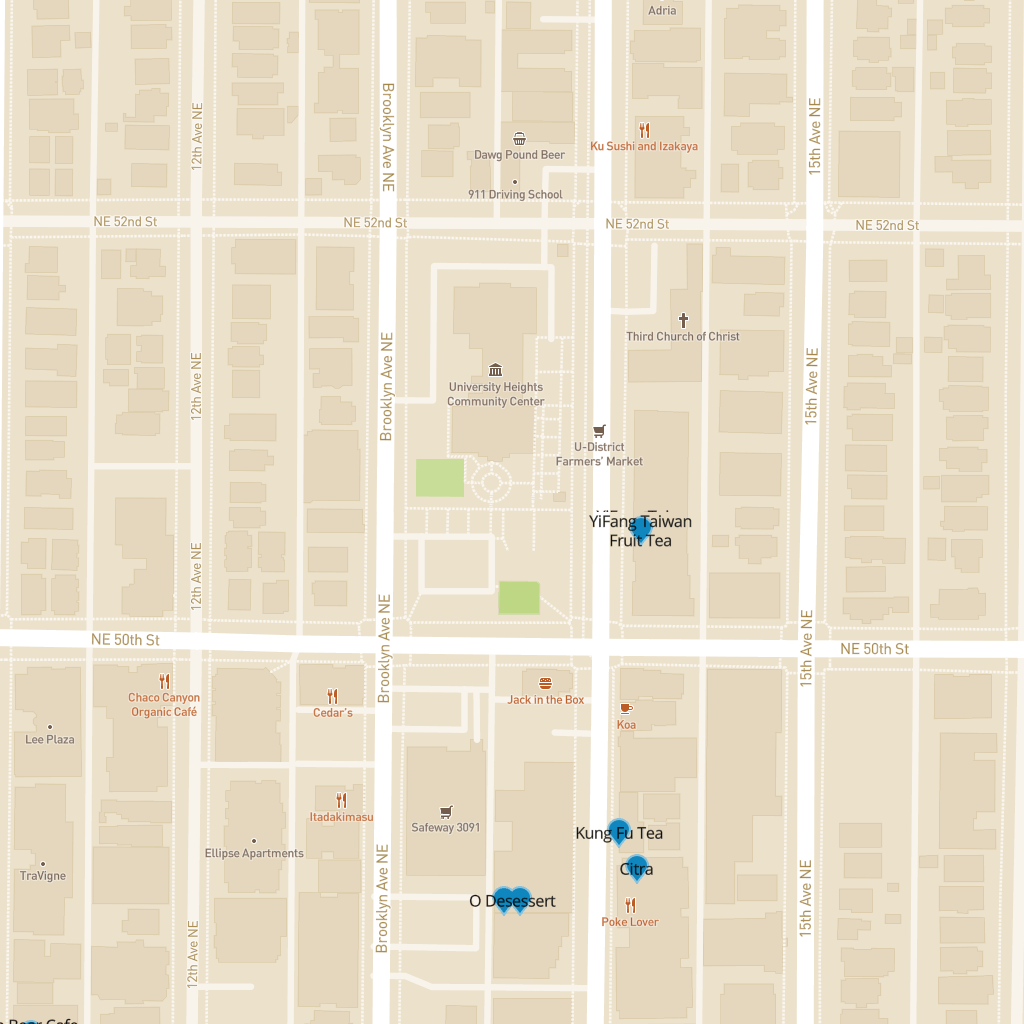 Adria
12th Ave NE
Brooklyn Ave NE
15th Ave NE
Ku Sushi and Izakaya
Dawg Pound Beer
911 Driving School
NE 52nd St
NE 52nd St
NE 52nd St
NE 52nd St
Third Church of Christ
12th Ave NE
Brooklyn Ave NE
15th Ave NE
University Heights
Community Center
U-District
Farmers' Market
YiFang Taiwan
Fruit Tea
12th Ave NE
Brooklyn Ave NE
15th Ave NE
NE 50th St
NE 50th St
Chaco Canyon
Organic Café
Cedar's
Jack in the Box
Koa
Lee Plaza
Itadakimasu
Safeway 3091
Kung Fu Tea
Ellipse Apartments
TraVigne
Citra
O Desessert
Poke Lover
12th Ave NE
Brooklyn Ave NE
15th Ave NE